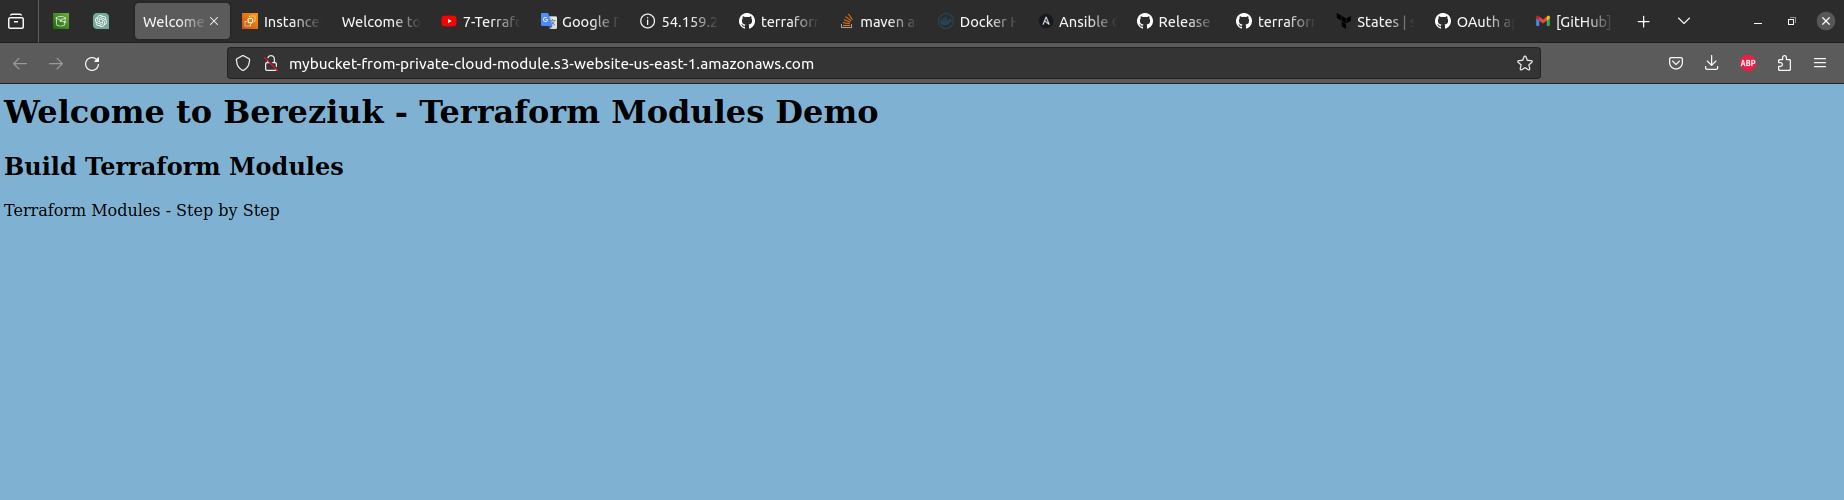 Welcome
Instance
Welcome to
7-Terraf
Google
54.159.2
terrafor
maven a
Docker
Ansible
Release
terrafor
States |
OAuth a
[GitHub]
mybucket-from-private-cloud-module.s3-website-us-east-1.amazonaws.com
ABP
Welcome to Bereziuk - Terraform Modules Demo
Build Terraform Modules
Terraform Modules - Step by Step